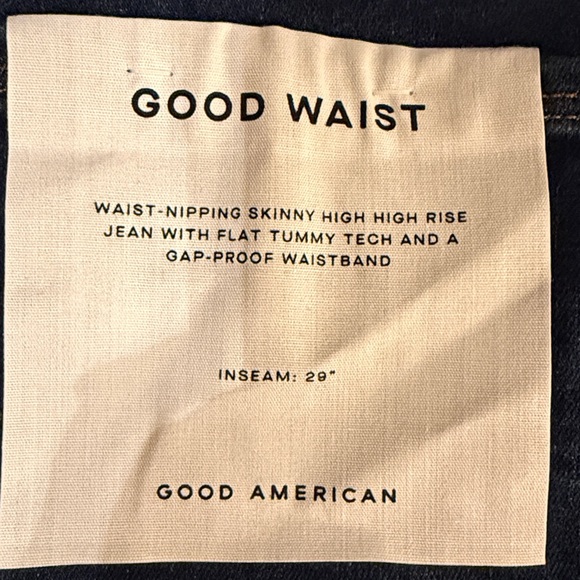 GOOD WAIST
WAIST-NIPPING SKINNY HIGH HIGH RISE
JEAN WITH FLAT TUMMY TECH AND A
GAP-PROOF WAISTBAND
INSEAM: 29"
GOOD AMERICAN